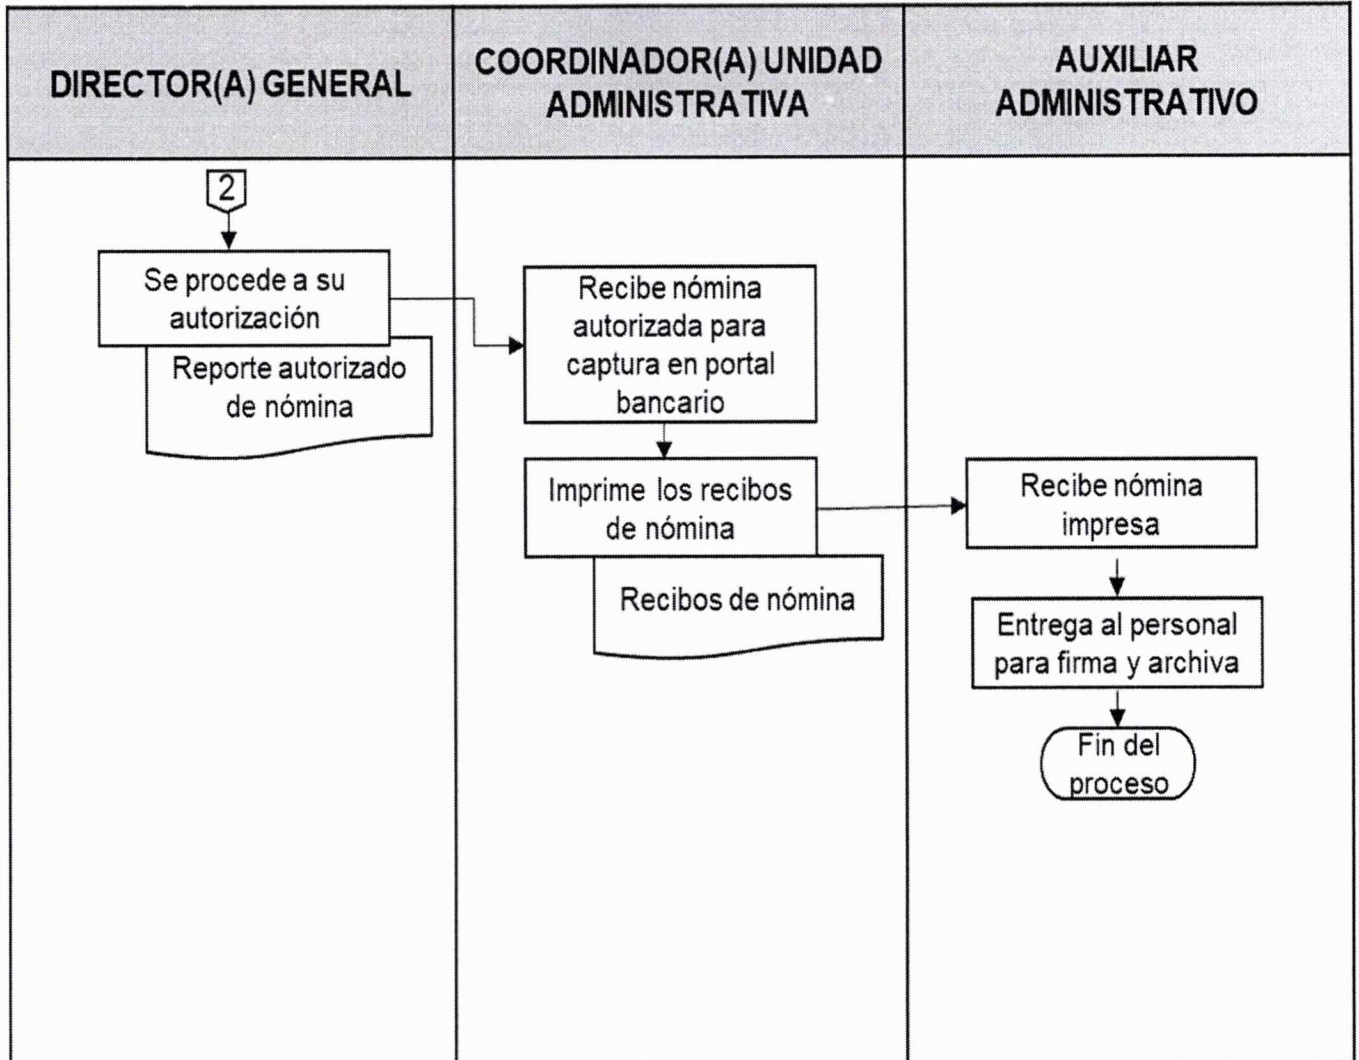 DIRECTOR(A) GENERAL
COORDINADOR(A) UNIDAD
ADMINISTRATIVA
AUXILIAR
ADMINISTRATIVO
2
Se procede a su
autorización
Reporte autorizado
de nómina
Recibe nómina
autorizada para
captura en portal
bancario
Imprime los recibos
de nómina
Recibos de nómina
Recibe nómina
impresa
Entrega al personal
para firma y archiva
Fin del
proceso